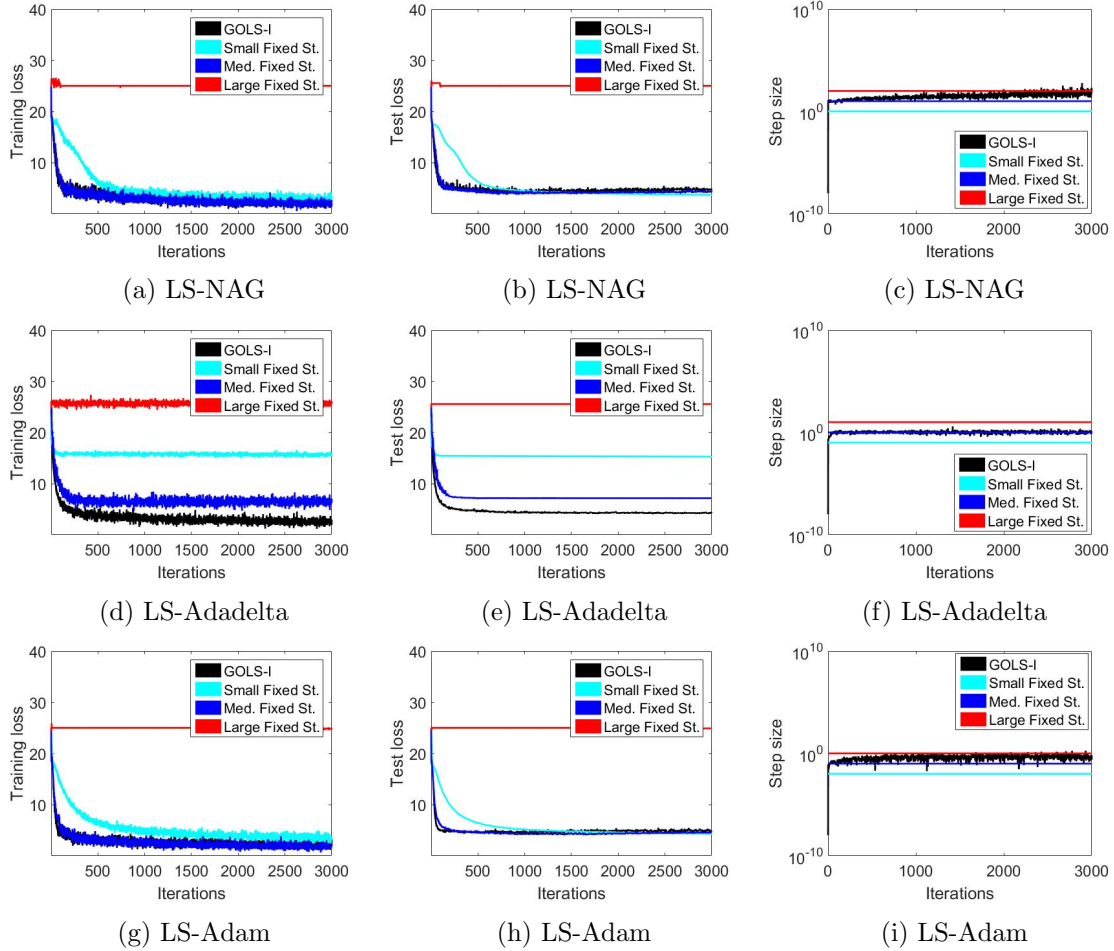 40
30
20
10
Training loss
GOLS-I
Small Fixed St.
Med. Fixed St.
Large Fixed St.
500 1000 1500 2000 2500 3000
Iterations
(a) LS-NAG
40
30
20
10
Test loss
GOLS-I
Small Fixed St.
Med. Fixed St.
Large Fixed St.
500 1000 1500 2000 2500 3000
Iterations
(b) LS-NAG
10^10
10^0
10^-10
Step size
GOLS-I
Small Fixed St.
Med. Fixed St.
Large Fixed St.
0 1000 2000 3000
Iterations
(c) LS-NAG
40
30
20
10
Training loss
GOLS-I
Small Fixed St.
Med. Fixed St.
Large Fixed St.
500 1000 1500 2000 2500 3000
Iterations
(d) LS-Adadelta
40
30
20
10
Test loss
GOLS-I
Small Fixed St.
Med. Fixed St.
Large Fixed St.
500 1000 1500 2000 2500 3000
Iterations
(e) LS-Adadelta
10^10
10^0
10^-10
Step size
GOLS-I
Small Fixed St.
Med. Fixed St.
Large Fixed St.
0 1000 2000 3000
Iterations
(f) LS-Adadelta
40
30
20
10
Training loss
GOLS-I
Small Fixed St.
Med. Fixed St.
Large Fixed St.
500 1000 1500 2000 2500 3000
Iterations
(g) LS-Adam
40
30
20
10
Test loss
GOLS-I
Small Fixed St.
Med. Fixed St.
Large Fixed St.
500 1000 1500 2000 2500 3000
Iterations
(h) LS-Adam
10^10
10^0
10^-10
Step size
GOLS-I
Small Fixed St.
Med. Fixed St.
Large Fixed St.
0 1000 2000 3000
Iterations
(i) LS-Adam